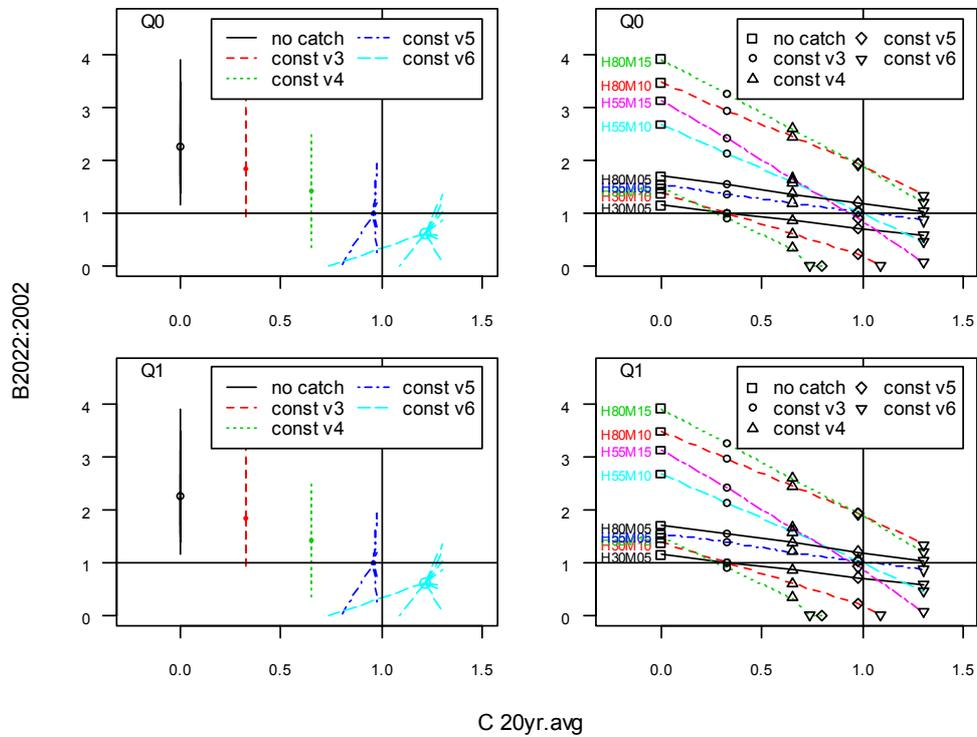 Q0
no catch
const v3
const v4
const v5
const v6
4
3
2
1
0
0.0 0.5 1.0 1.5
Q0
no catch
const v3
const v4
const v5
const v6
H80M15
H80M10
H55M15
H55M10
H80M05
H55M05
H30M10
H30M05
4
3
2
1
0
0.0 0.5 1.0 1.5
B2022:2002
Q1
no catch
const v3
const v4
const v5
const v6
4
3
2
1
0
0.0 0.5 1.0 1.5
Q1
no catch
const v3
const v4
const v5
const v6
H80M15
H80M10
H55M15
H55M10
H80M05
H55M05
H30M10
H30M05
4
3
2
1
0
0.0 0.5 1.0 1.5
C 20yr.avg